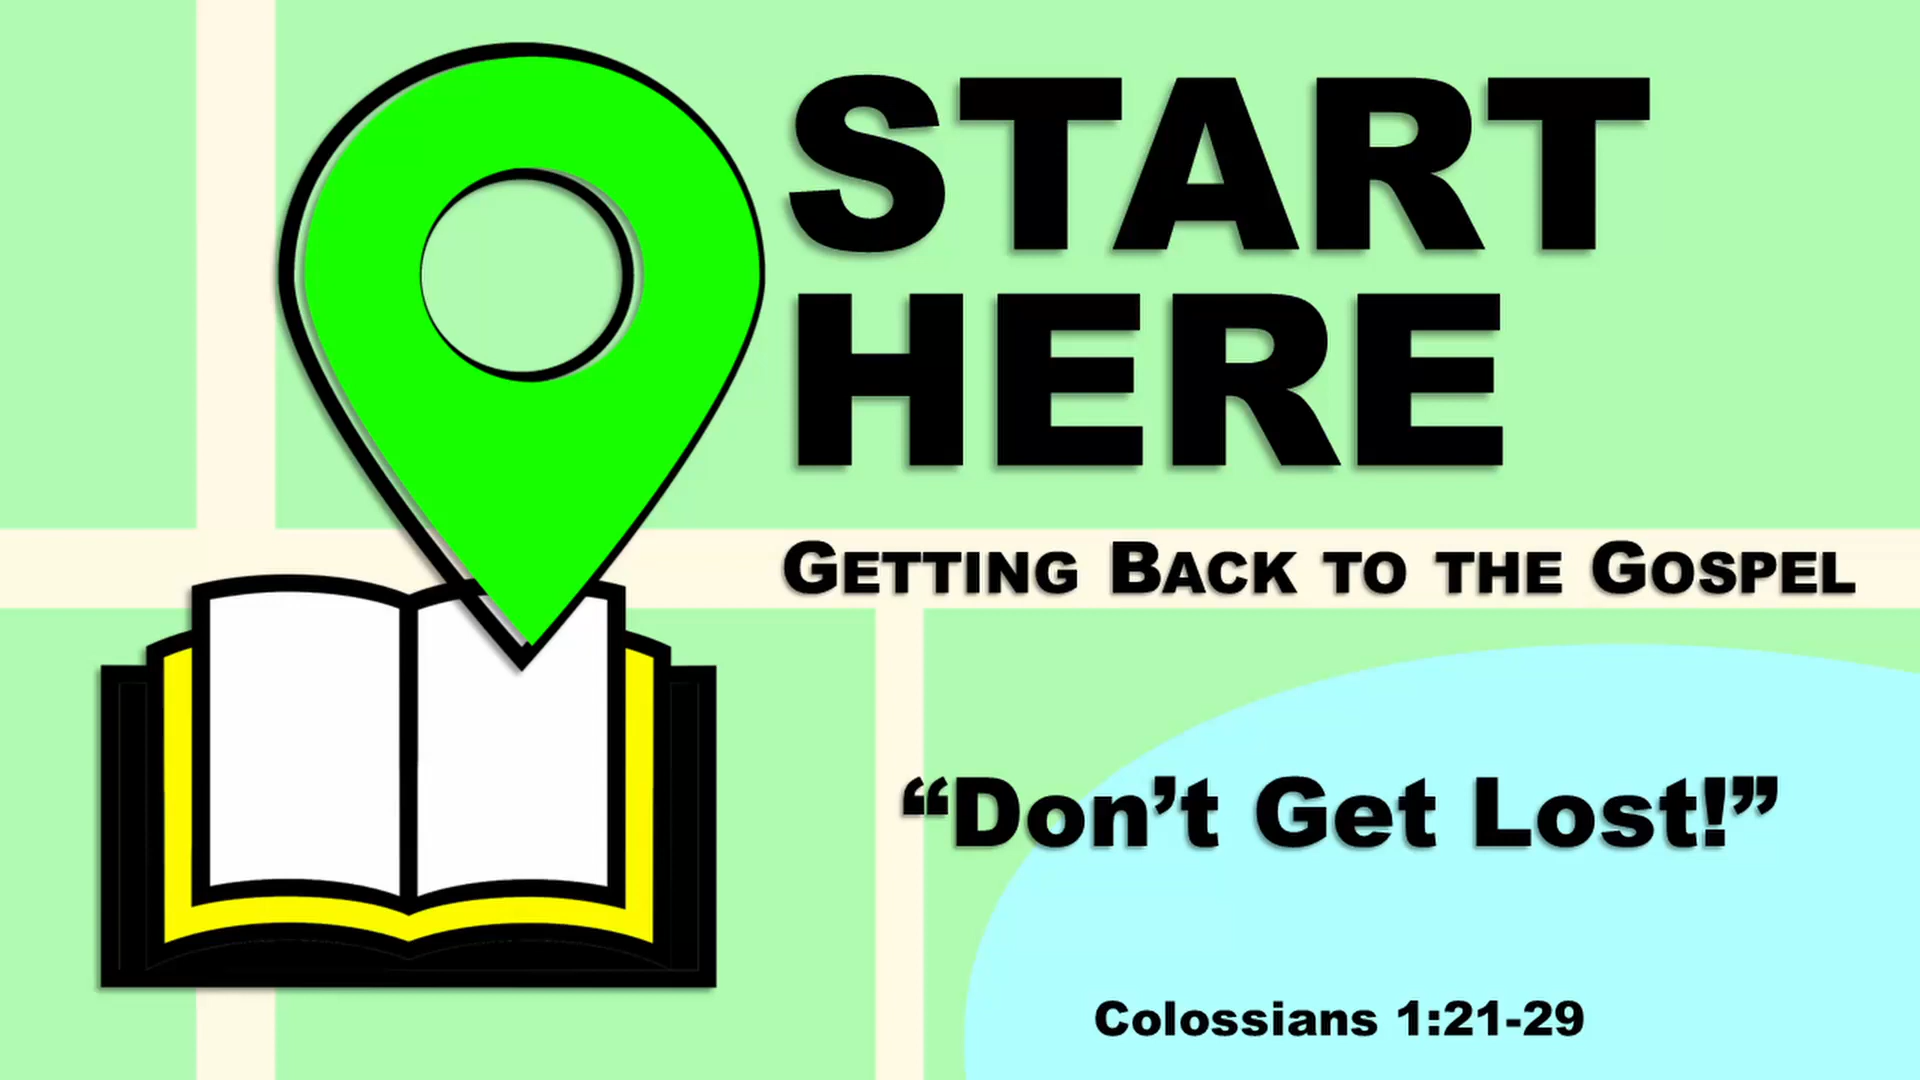 START
HERE
Getting Back to the Gospel
“Don’t Get Lost!”
Colossians 1:21-29